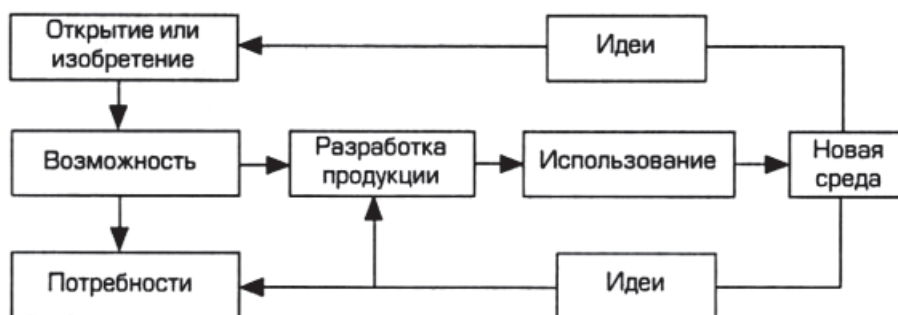 Открытие или
изобретение
Идеи
Возможность
Разработка
продукции
Использование
Новая
среда
Потребности
Идеи